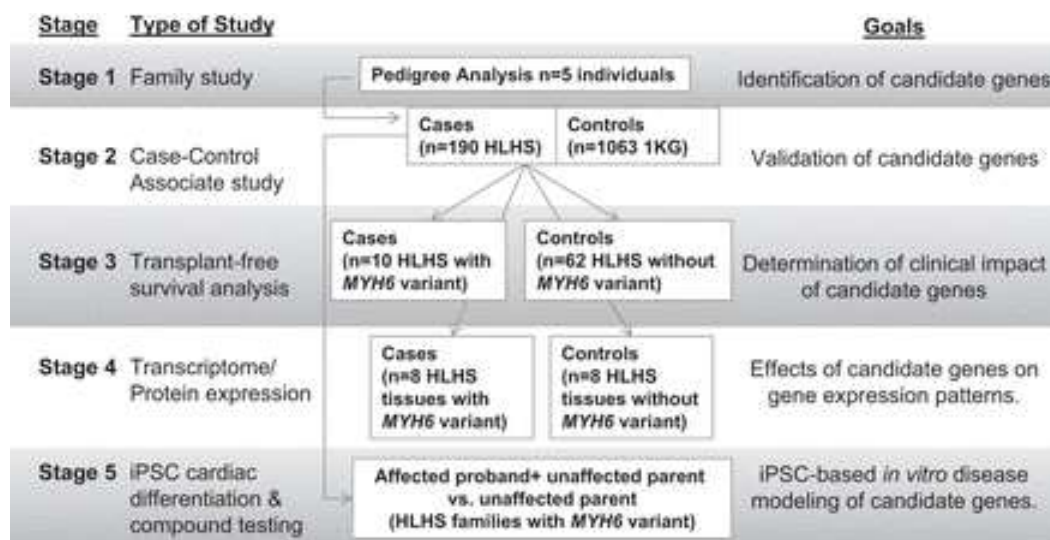 Stage Type of Study Goals
Stage 1 Family study Pedigree Analysis n=5 individuals Identification of candidate genes
Cases Controls
(n=190 HLHS) (n=1063 1KG)
Stage 2 Case-Control Validation of candidate genes
Associate study
Cases Controls
(n=10 HLHS with (n=62 HLHS without
MYH6 variant) MYH6 variant)
Stage 3 Transplant-free Determination of clinical impact
survival analysis of candidate genes
Cases Controls
(n=8 HLHS (n=8 HLHS
tissues with tissues without
MYH6 variant) MYH6 variant)
Stage 4 Transcriptome/ Effects of candidate genes on
Protein expression gene expression patterns.
Stage 5 iPSC cardiac iPSC-based in vitro disease
differentiation & modeling of candidate genes.
compound testing
Affected proband+ unaffected parent
vs. unaffected parent
(HLHS families with MYH6 variant)